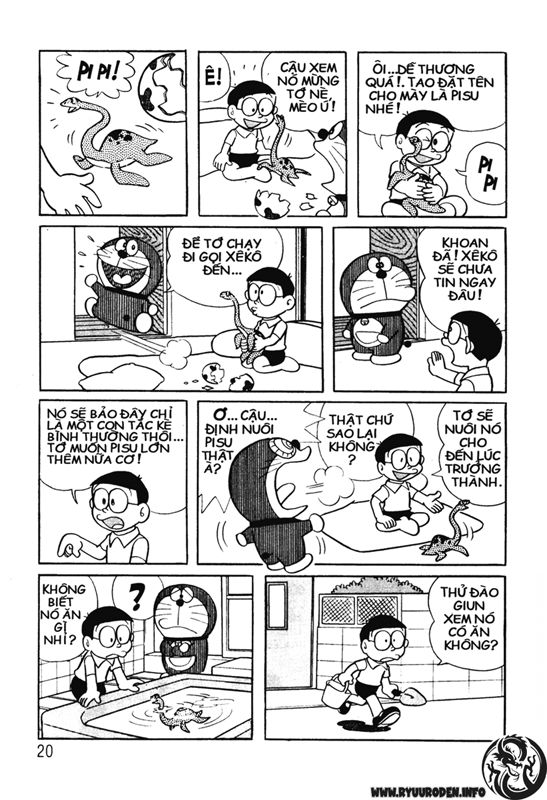 PI PI!
Ê!
CẬU XEM
NÓ MỪNG
TỚ NÈ,
MÈO Ú!
ÔI...DỄ THƯƠNG
QUÁ!. TAO ĐẶT TÊN
CHO MÀY LÀ PISU
NHÉ!
PI
PI
ĐỂ TỚ CHẠY
ĐI GỌI XÊKÔ
ĐẾN...
KHOAN
ĐÃ! XÊKÔ
SẼ CHƯA
TIN NGAY
ĐÂU!
NÓ SẼ BẢO ĐÂY CHỈ
LÀ MỘT CON TẮC KÈ
BÌNH THƯỜNG THÔI...
TỚ MUỐN PISU LỚN
THÊM NỮA CƠ!
Ơ... CẬU...
ĐỊNH NUÔI
PISU
THẬT
À?
THẬT CHỨ
SAO LẠI
KHÔNG
?
TỚ SẼ
NUÔI NÓ
CHO
ĐẾN LÚC
TRƯỞNG
THÀNH.
KHÔNG
BIẾT
NÓ ĂN
GÌ
NHỈ?
?
THỬ ĐÀO
GIUN
XEM NÓ
CÓ ĂN
KHÔNG?
20
WWW.RYUURODEN.INFO